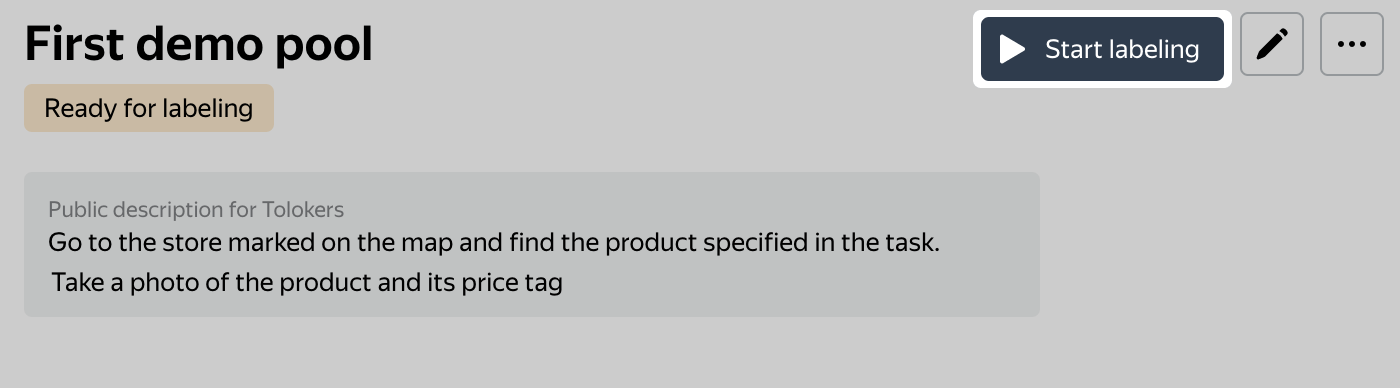 First demo pool
Start labeling
Ready for labeling
Public description for Tolokers
Go to the store marked on the map and find the product specified in the task.
Take a photo of the product and its price tag